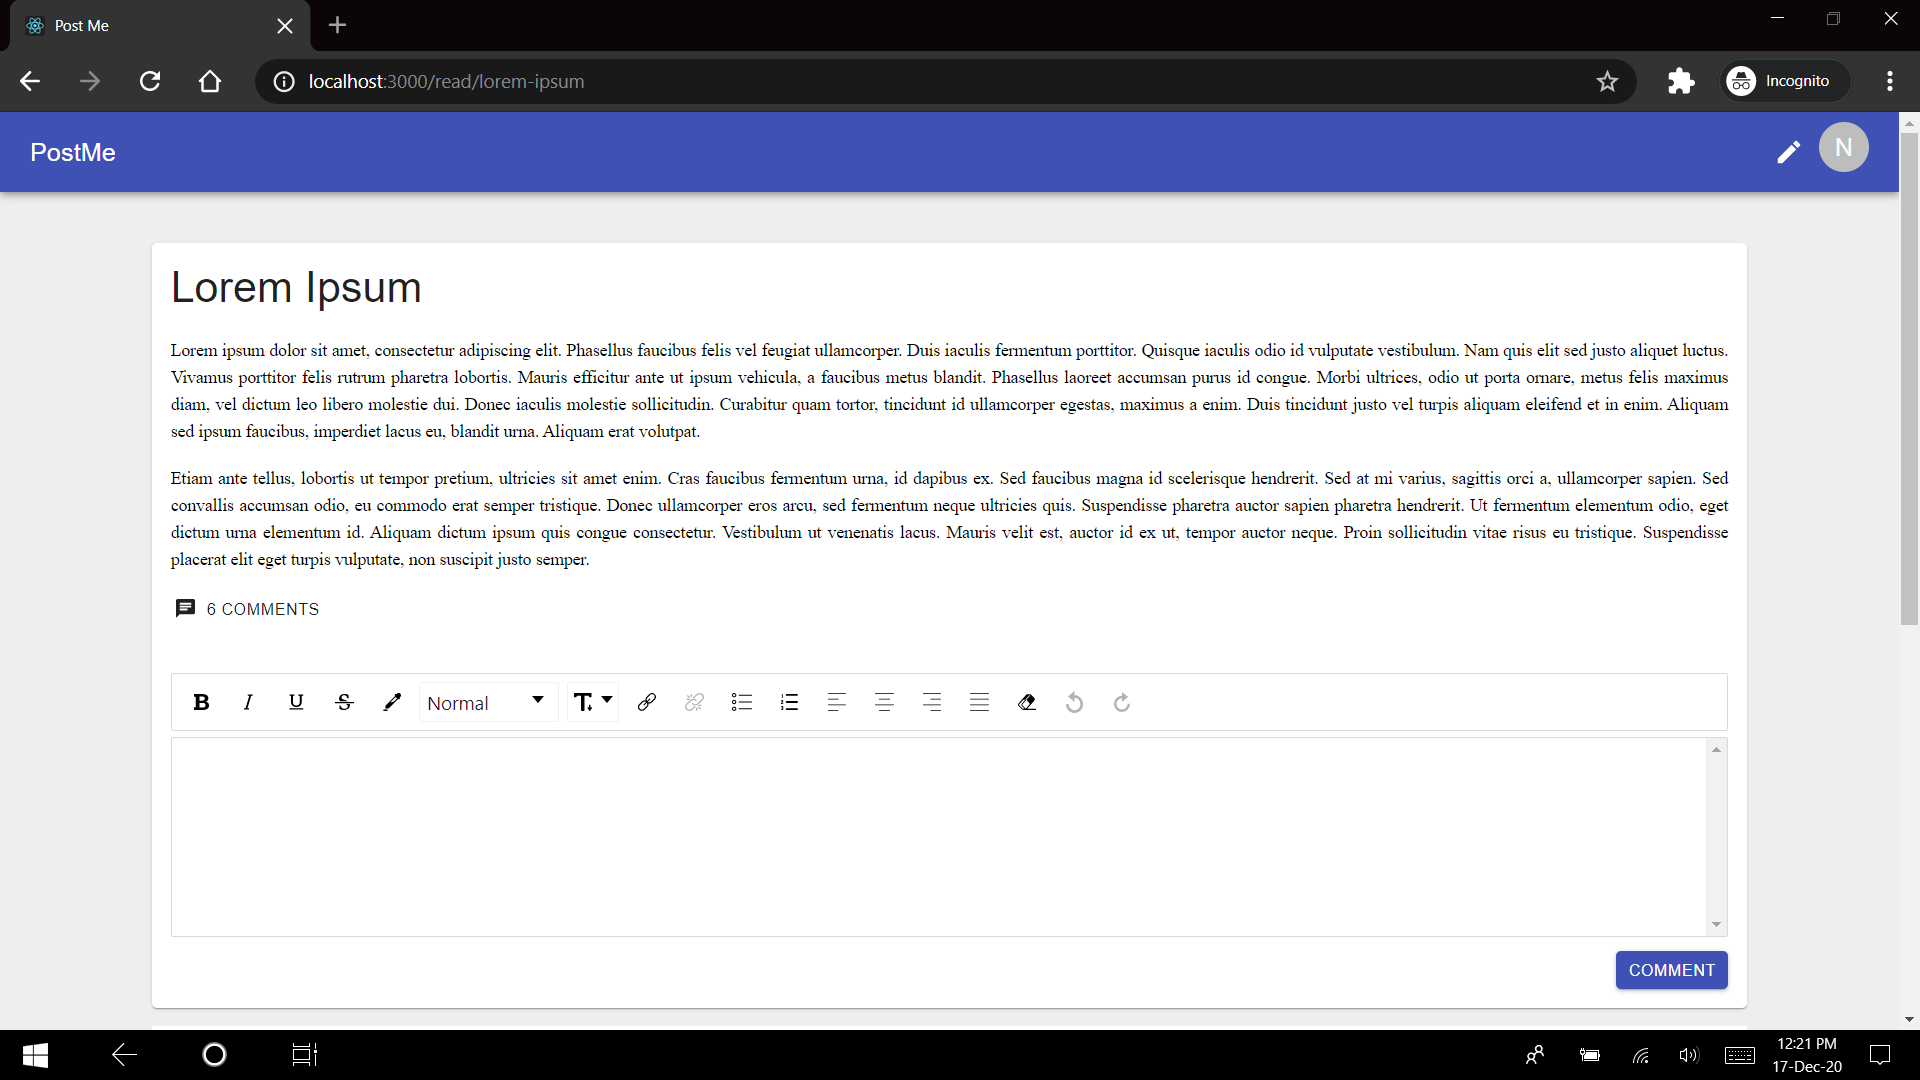 Post Me
localhost:3000/read/lorem-ipsum
Incognito
PostMe
N
Lorem Ipsum
Lorem ipsum dolor sit amet, consectetur adipiscing elit. Phasellus faucibus felis vel feugiat ullamcorper. Duis iaculis fermentum porttitor. Quisque iaculis odio id vulputate vestibulum. Nam quis elit sed justo aliquet luctus.
Vivamus porttitor felis rutrum pharetra lobortis. Mauris efficitur ante ut ipsum vehicula, a faucibus metus blandit. Phasellus laoreet accumsan purus id congue. Morbi ultrices, odio ut porta ornare, metus felis maximus
diam, vel dictum leo libero molestie dui. Donec iaculis molestie sollicitudin. Curabitur quam tortor, tincidunt id ullamcorper egestas, maximus a enim. Duis tincidunt justo vel turpis aliquam eleifend et in enim. Aliquam
sed ipsum faucibus, imperdiet lacus eu, blandit urna. Aliquam erat volutpat.
Etiam ante tellus, lobortis ut tempor pretium, ultricies sit amet enim. Cras faucibus fermentum urna, id dapibus ex. Sed faucibus magna id scelerisque hendrerit. Sed at mi varius, sagittis orci a, ullamcorper sapien. Sed
convallis accumsan odio, eu commodo erat semper tristique. Donec ullamcorper eros arcu, sed fermentum neque ultricies quis. Suspendisse pharetra auctor sapien pharetra hendrerit. Ut fermentum elementum odio, eget
dictum urna elementum id. Aliquam dictum ipsum quis congue consectetur. Vestibulum ut venenatis lacus. Mauris velit est, auctor id ex ut, tempor auctor neque. Proin sollicitudin vitae risus eu tristique. Suspendisse
placerat elit eget turpis vulputate, non suscipit justo semper.
6 COMMENTS
Normal
COMMENT
12:21 PM
17-Dec-20